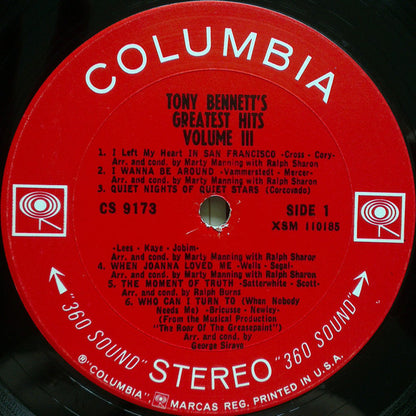 COLUMBIA
TONY BENNETT'S
GREATEST HITS
VOLUME III
1. I Left My Heart IN SAN FRANCISCO -Cross - Cory-
Arr. and cond. by Marty Manning with Ralph Sharon
2. I WANNA BE AROUND -Vammerstedt - Mercer-
Arr. and cond. by Marty Manning with Ralph Sharon
3. QUIET NIGHTS OF QUIET STARS (Corcovado)
CS 9173
SIDE 1
XSM 110185
-Lees - Kaye - Jobim-
Arr. and cond. by Marty Manning with Ralph Sharon
4. WHEN JOANNA LOVED ME -Wells - Segal-
Arr. and cond. by Marty Manning with Ralph Sharon
5. THE MOMENT OF TRUTH -Satterwhite - Scott-
Arr. and cond. by Ralph Burns
6. WHO CAN I TURN TO (When Nobody
Needs Me) -Bricusse - Newley-
(From the Musical Production
"The Roar Of The Greasepaint")
Arr. and cond. by
George Siravo
"360 SOUND" STEREO "360 SOUND"
® "COLUMBIA", MARCAS REG. PRINTED IN U.S.A.